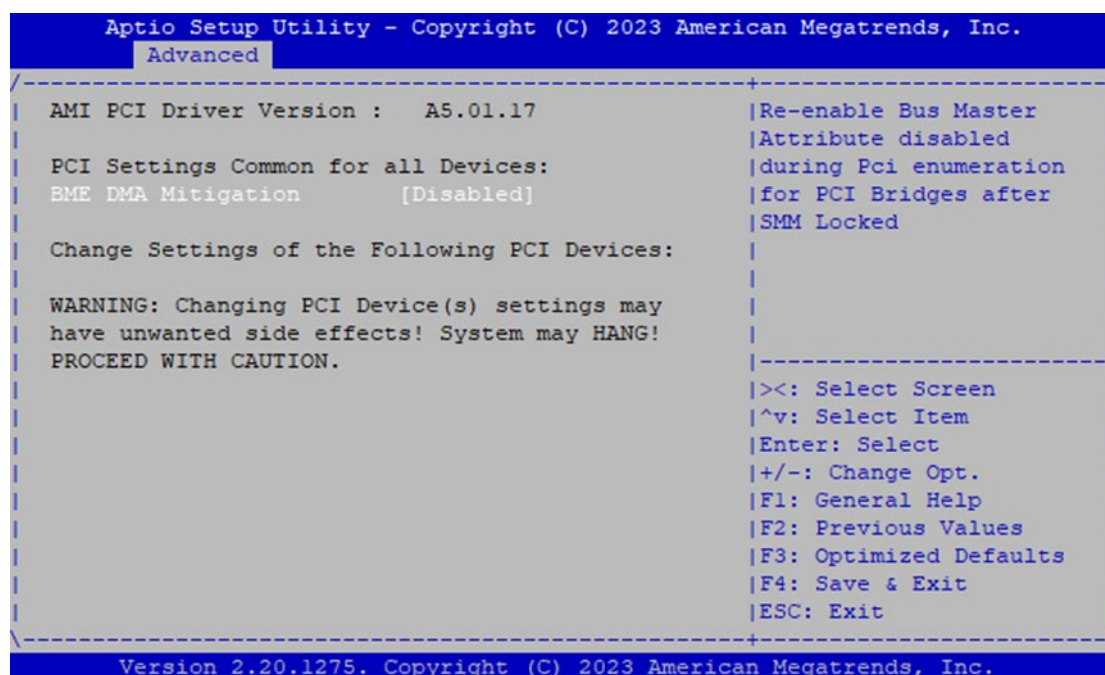 Aptio Setup Utility - Copyright (C) 2023 American Megatrends, Inc.
Advanced
AMI PCI Driver Version : A5.01.17
PCI Settings Common for all Devices:
BME DMA Mitigation [Disabled]
Change Settings of the Following PCI Devices:
WARNING: Changing PCI Device(s) settings may
have unwanted side effects! System may HANG!
PROCEED WITH CAUTION.
Re-enable Bus Master
Attribute disabled
during Pci enumeration
for PCI Bridges after
SMM Locked
><: Select Screen
^v: Select Item
Enter: Select
+/-: Change Opt.
F1: General Help
F2: Previous Values
F3: Optimized Defaults
F4: Save & Exit
ESC: Exit
Version 2.20.1275. Copyright (C) 2023 American Megatrends, Inc.